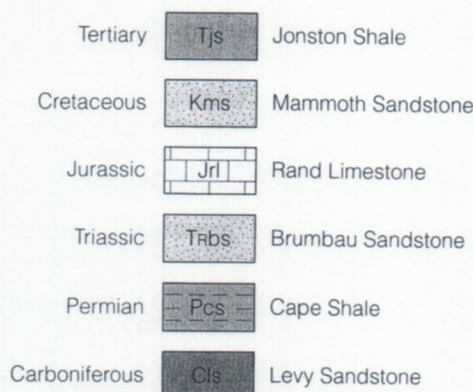 Tertiary Tjs Jonston Shale
Cretaceous Kms Mammoth Sandstone
Jurassic Jrl Rand Limestone
Triassic TRbs Brumbau Sandstone
Permian Pcs Cape Shale
Carboniferous Cls Levy Sandstone